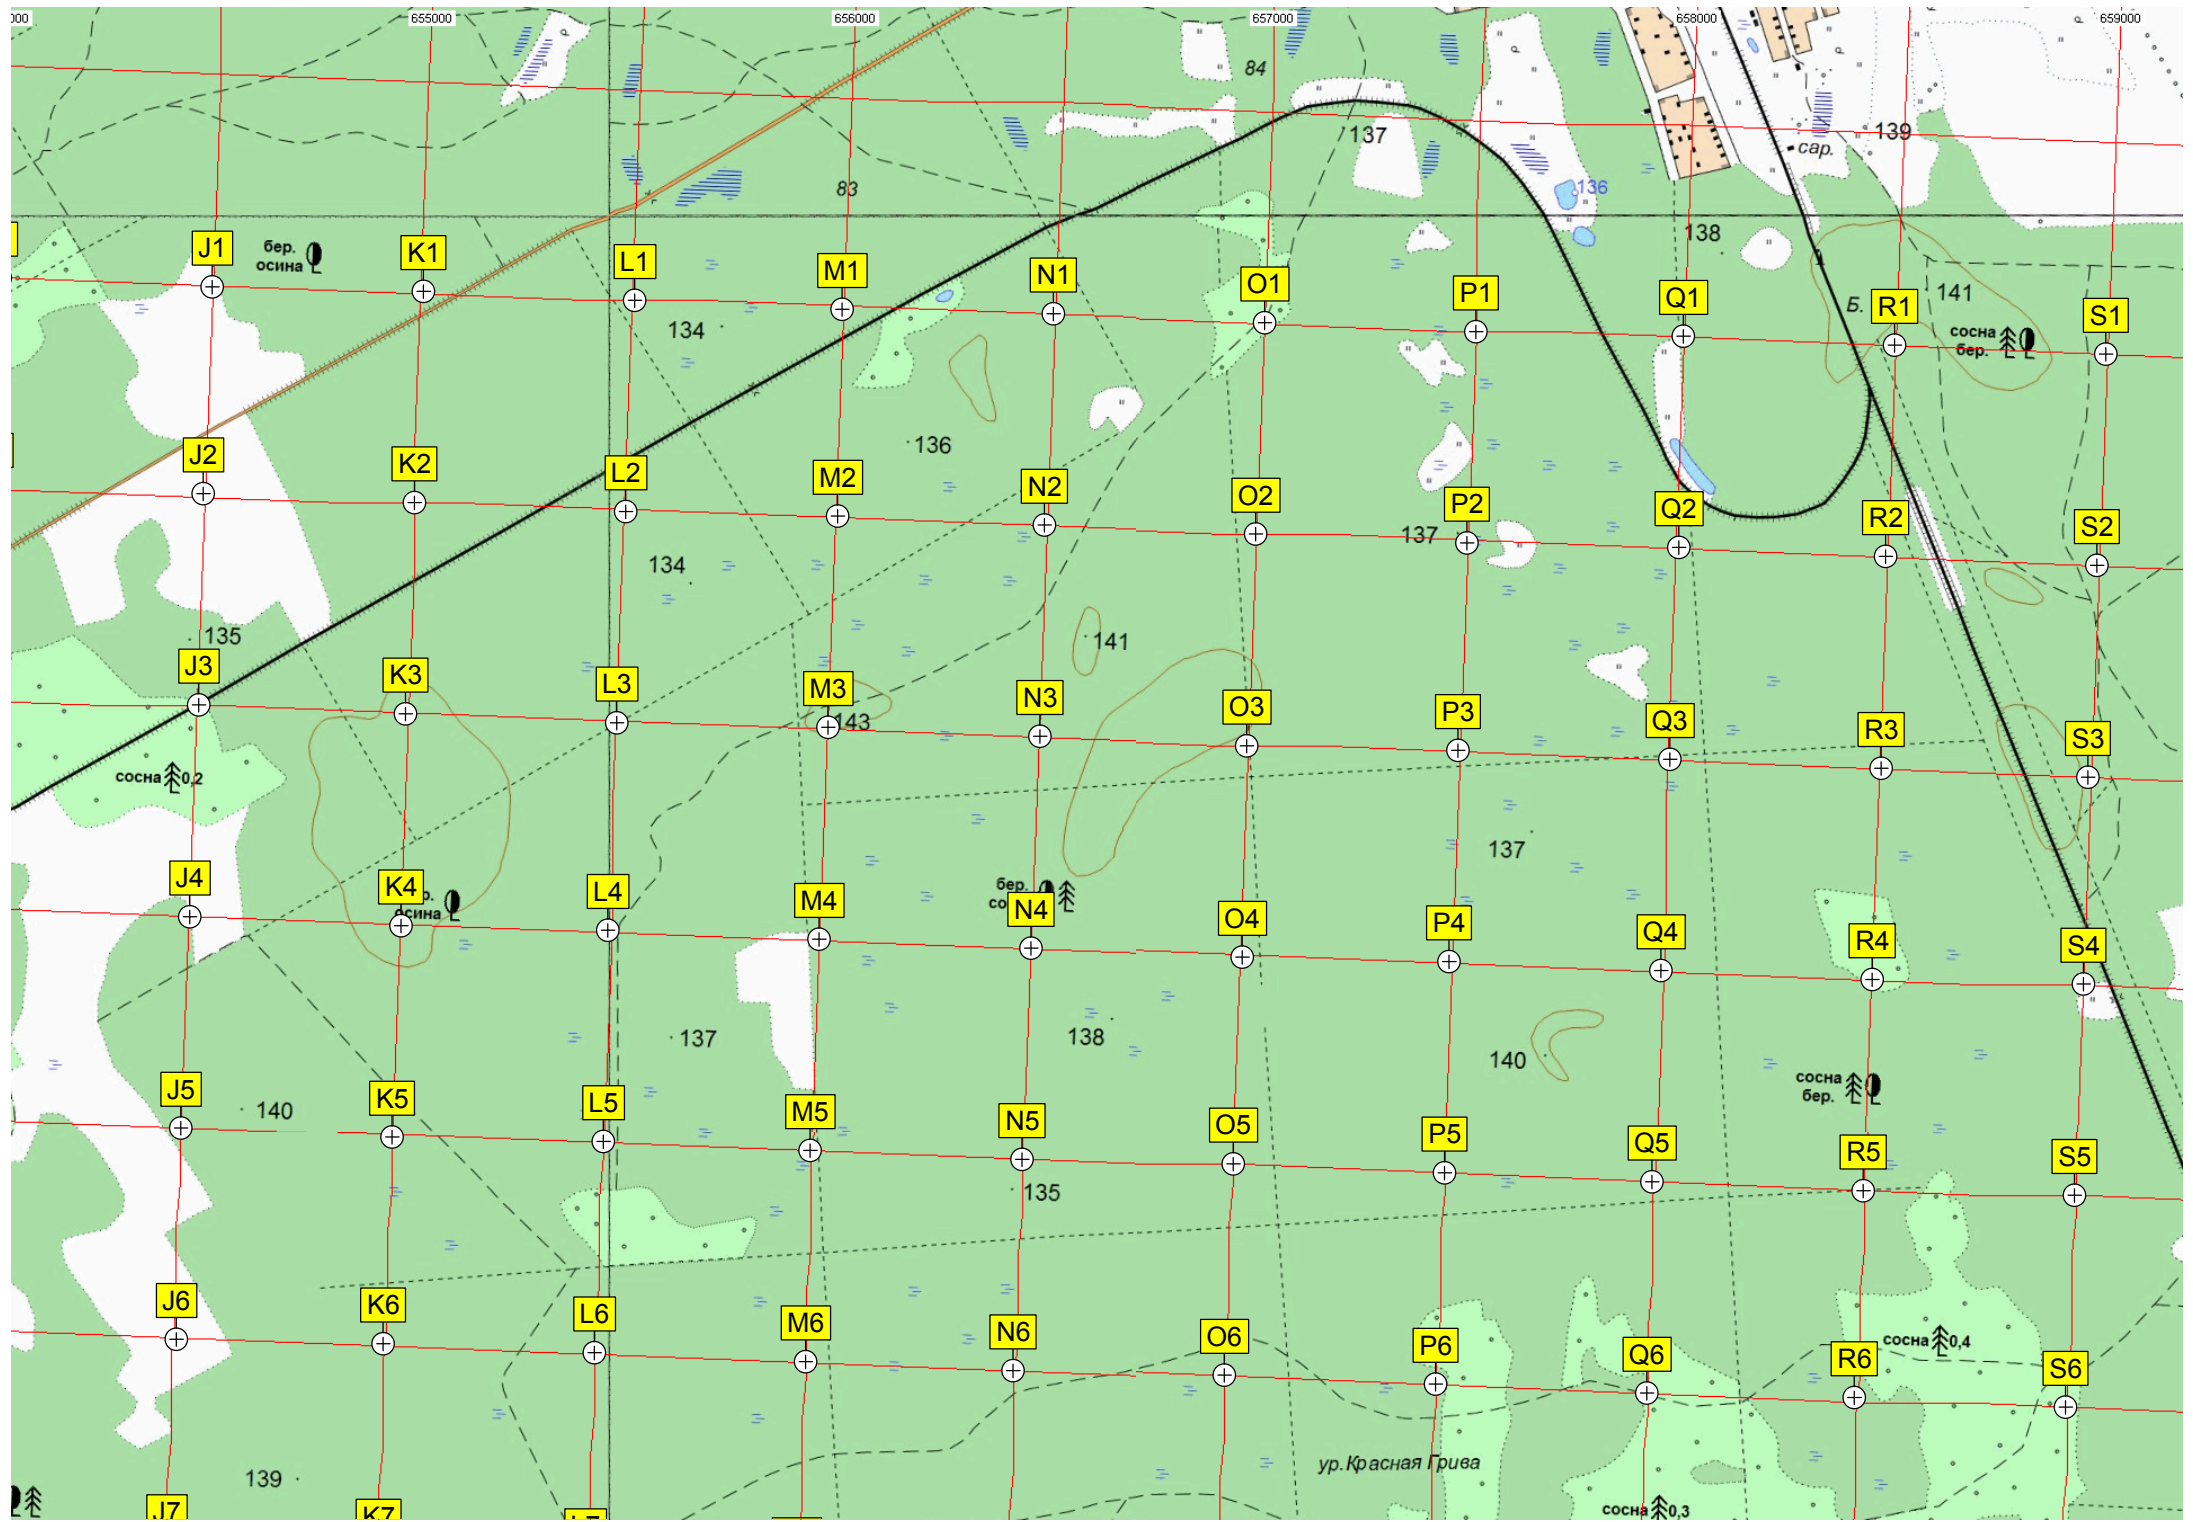 000
655000
656000
657000
658000
659000
84
137
139
сар.
83
136
138
J1
бер.
осина
K1
L1
M1
N1
O1
P1
Q1
Б.
R1
141
S1
134
сосна
бер.
136
J2
K2
L2
M2
N2
O2
P2
137
Q2
R2
S2
134
135
141
J3
K3
L3
M3
143
N3
O3
P3
Q3
R3
S3
сосна 0,2
137
J4
K4
осина
L4
M4
бер.
N4
O4
P4
Q4
R4
S4
137
138
140
сосна
бер.
J5
140
K5
L5
M5
N5
O5
P5
Q5
R5
S5
135
J6
K6
L6
M6
N6
O6
P6
Q6
R6
сосна 0,4
S6
139
ур.Красная Грива
J7
K7
сосна 0,3